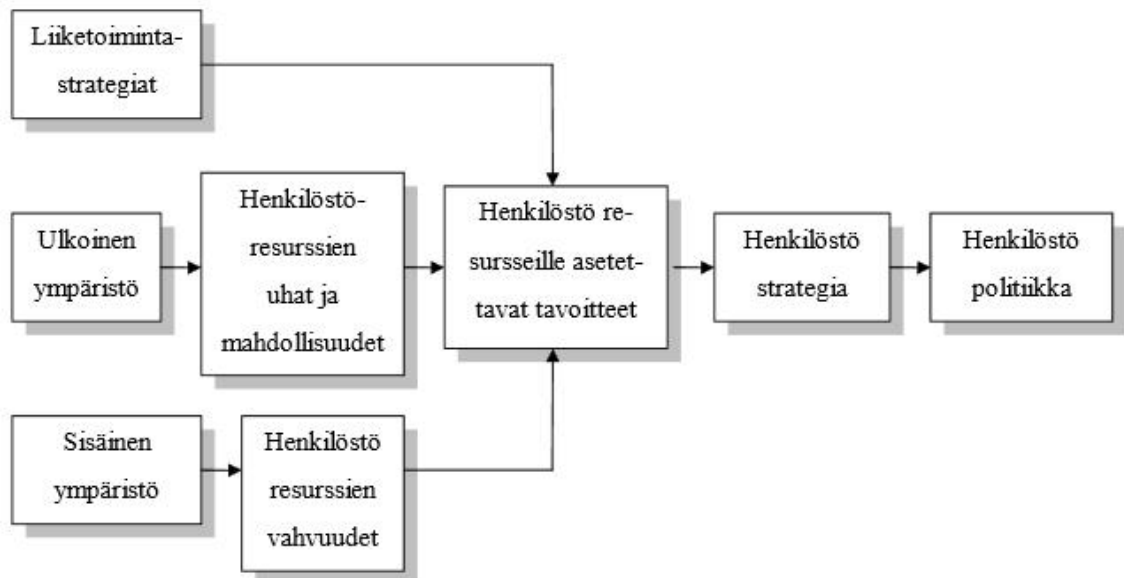 Liiketoiminta-
strategiat
Ulkoinen
ympäristö
Henkilöstö-
resurssien
uhat ja
mahdollisuudet
Henkilöstö re-
sursseille asetet-
tavat tavoitteet
Henkilöstö
strategia
Henkilöstö
politiikka
Sisäinen
ympäristö
Henkilöstö
resurssien
vahvuudet